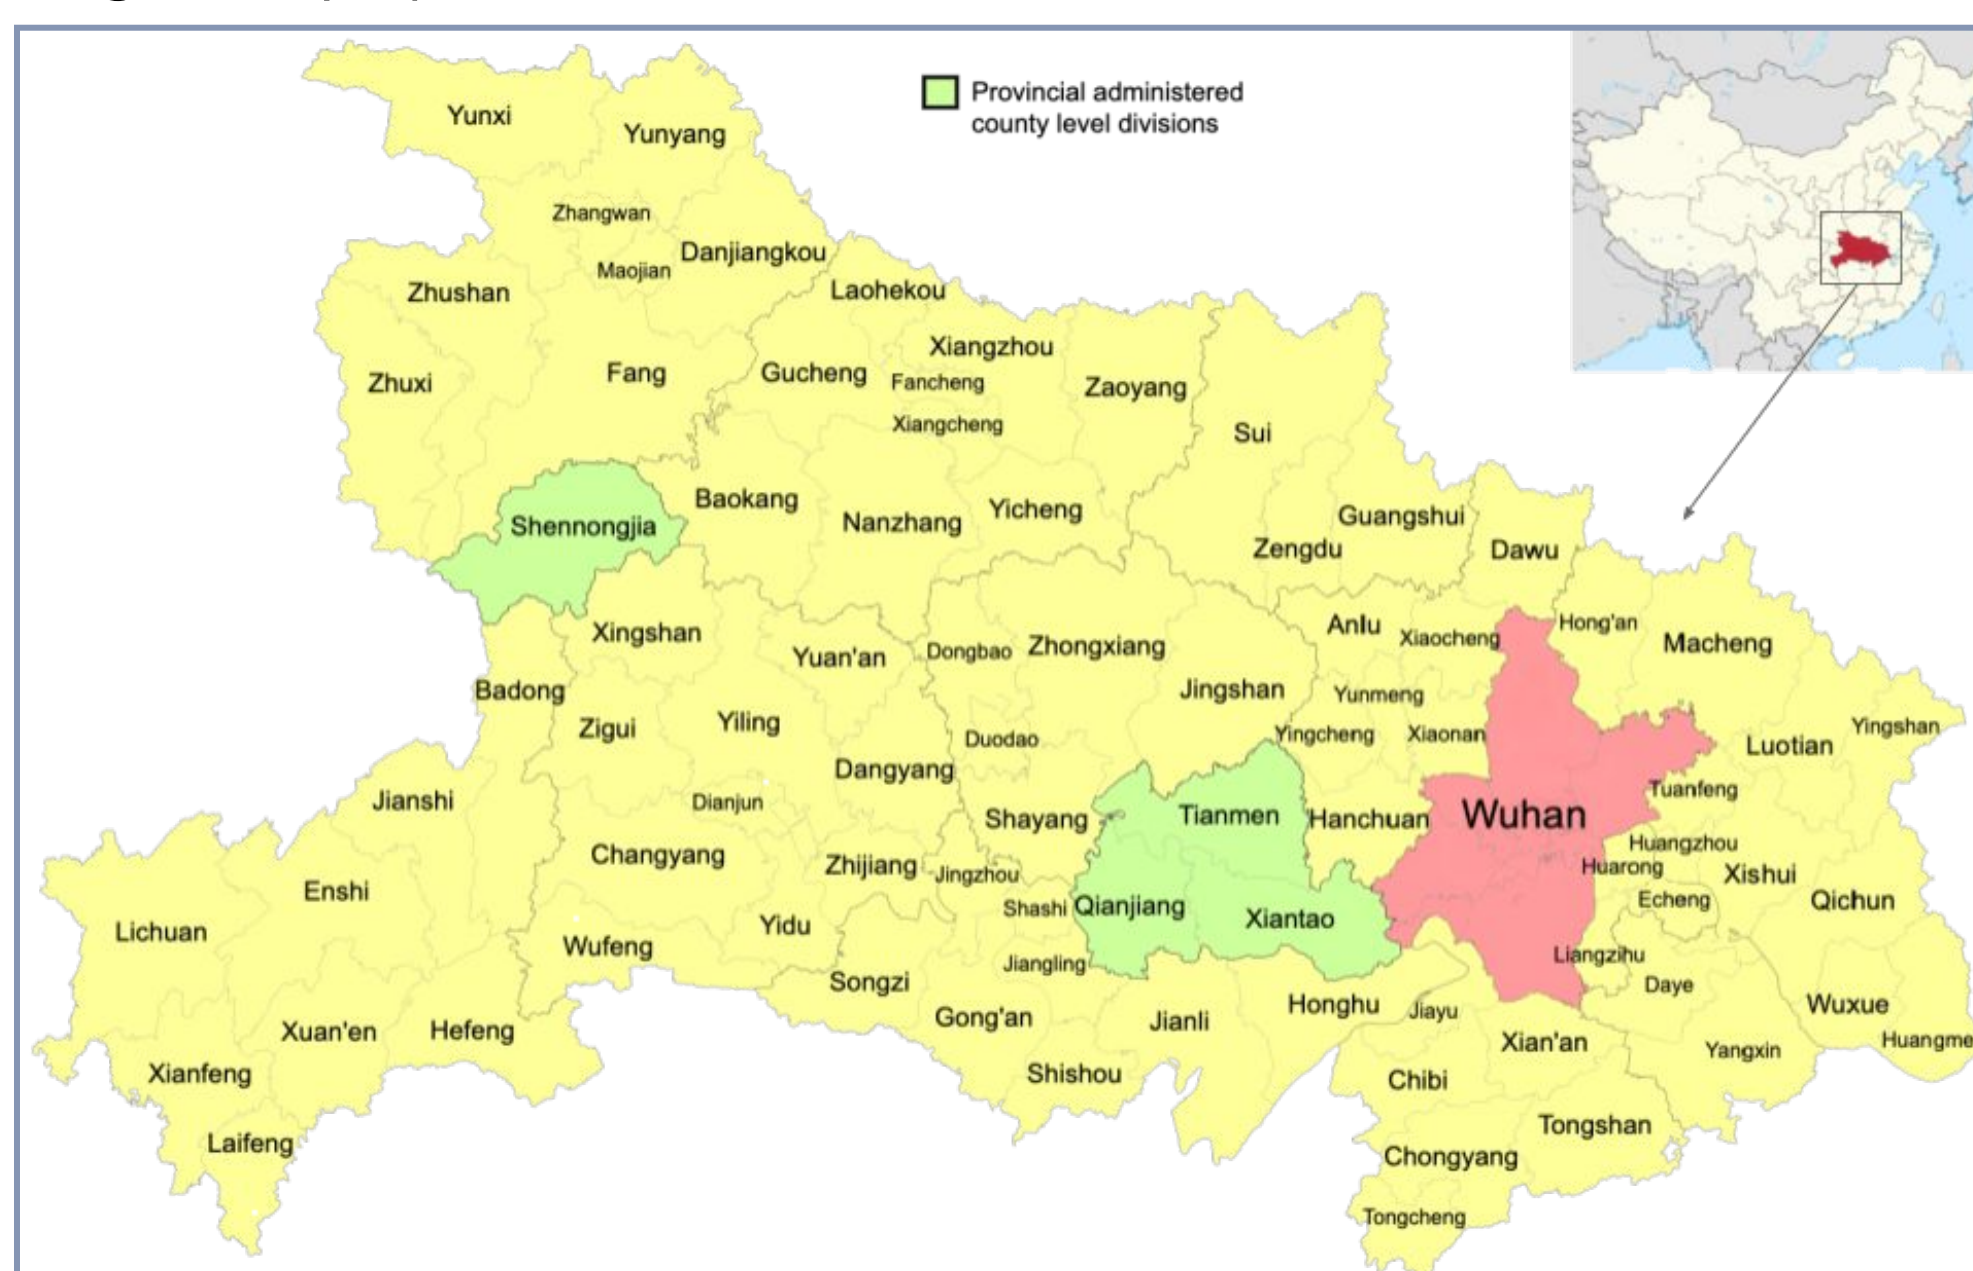 Provincial administered
county level divisions
Yunxi
Yunyang
Zhangwan
Danjiangkou
Maojian
Zhushan
Laohekou
Xiangzhou
Zhuxi
Fang
Gucheng
Fancheng
Zaoyang
Xiangcheng
Sui
Baokang
Shennongjia
Nanzhang
Yicheng
Guangshui
Zengdu
Dawu
Xingshan
Yuan'an
Dongbao
Zhongxiang
Anlu
Xiaocheng
Hong'an
Macheng
Badong
Jingshan
Yunmeng
Zigui
Yiling
Duodao
Yingcheng
Xiaonan
Luotian
Yingshan
Dangyang
Jianshi
Dianjun
Shayang
Tianmen
Hanchuan
Wuhan
Tuanfeng
Changyang
Zhijiang
Jingzhou
Huangzhou
Huarong
Xishui
Enshi
Shashi
Qianjiang
Xiantao
Echeng
Qichun
Lichuan
Wufeng
Yidu
Jiangling
Liangzihu
Songzi
Daye
Gong'an
Jianli
Honghu
Jiayu
Wuxue
Xuan'en
Hefeng
Xian'an
Yangxin
Huangme
Xianfeng
Shishou
Chibi
Laifeng
Tongshan
Chongyang
Tongcheng